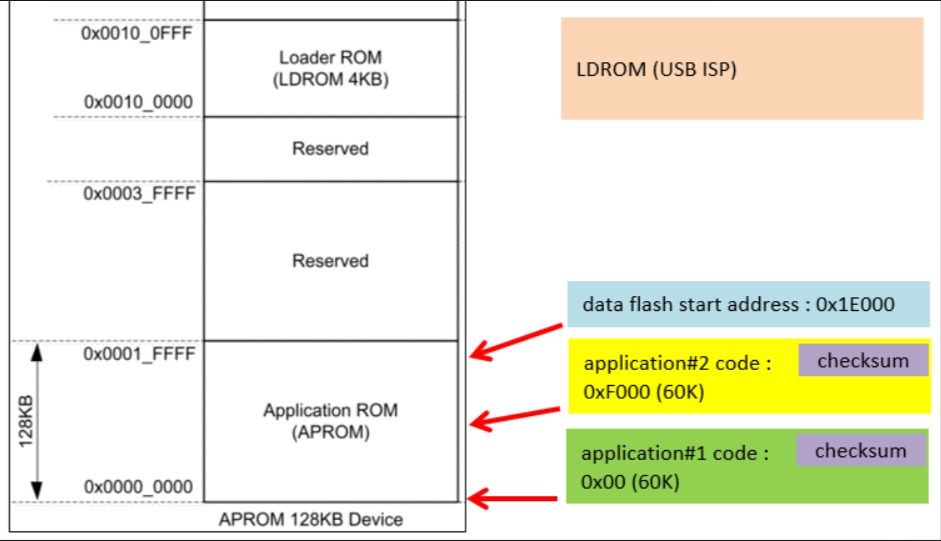 0x0010_0FFF
Loader ROM
(LDROM 4KB)
0x0010_0000
Reserved
0x0003_FFFF
Reserved
0x0001_FFFF
128KB
Application ROM
(APROM)
0x0000_0000
APROM 128KB Device
LDROM (USB ISP)
data flash start address : 0x1E000
application#2 code :
checksum
0xF000 (60K)
application#1 code :
checksum
0x00 (60K)